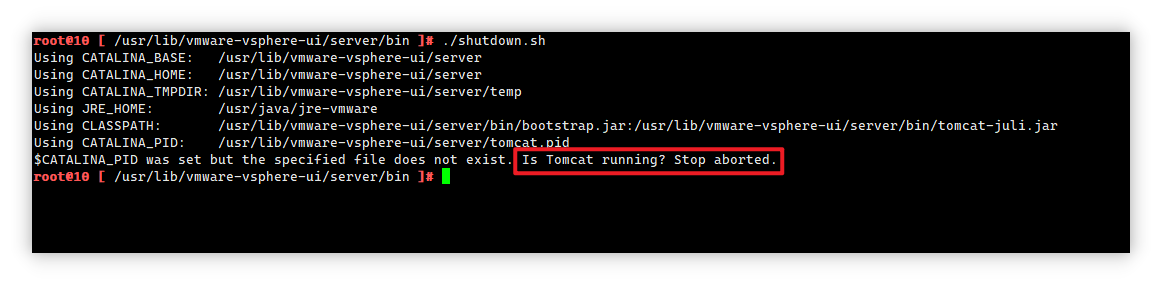 root@10 [ /usr/lib/vmware-vsphere-ui/server/bin ]# ./shutdown.sh
Using CATALINA_BASE:   /usr/lib/vmware-vsphere-ui/server
Using CATALINA_HOME:   /usr/lib/vmware-vsphere-ui/server
Using CATALINA_TMPDIR: /usr/lib/vmware-vsphere-ui/server/temp
Using JRE_HOME:        /usr/java/jre-vmware
Using CLASSPATH:       /usr/lib/vmware-vsphere-ui/server/bin/bootstrap.jar:/usr/lib/vmware-vsphere-ui/server/bin/tomcat-juli.jar
Using CATALINA_PID:    /usr/lib/vmware-vsphere-ui/server/tomcat.pid
$CATALINA_PID was set but the specified file does not exist. Is Tomcat running? Stop aborted.
root@10 [ /usr/lib/vmware-vsphere-ui/server/bin ]#